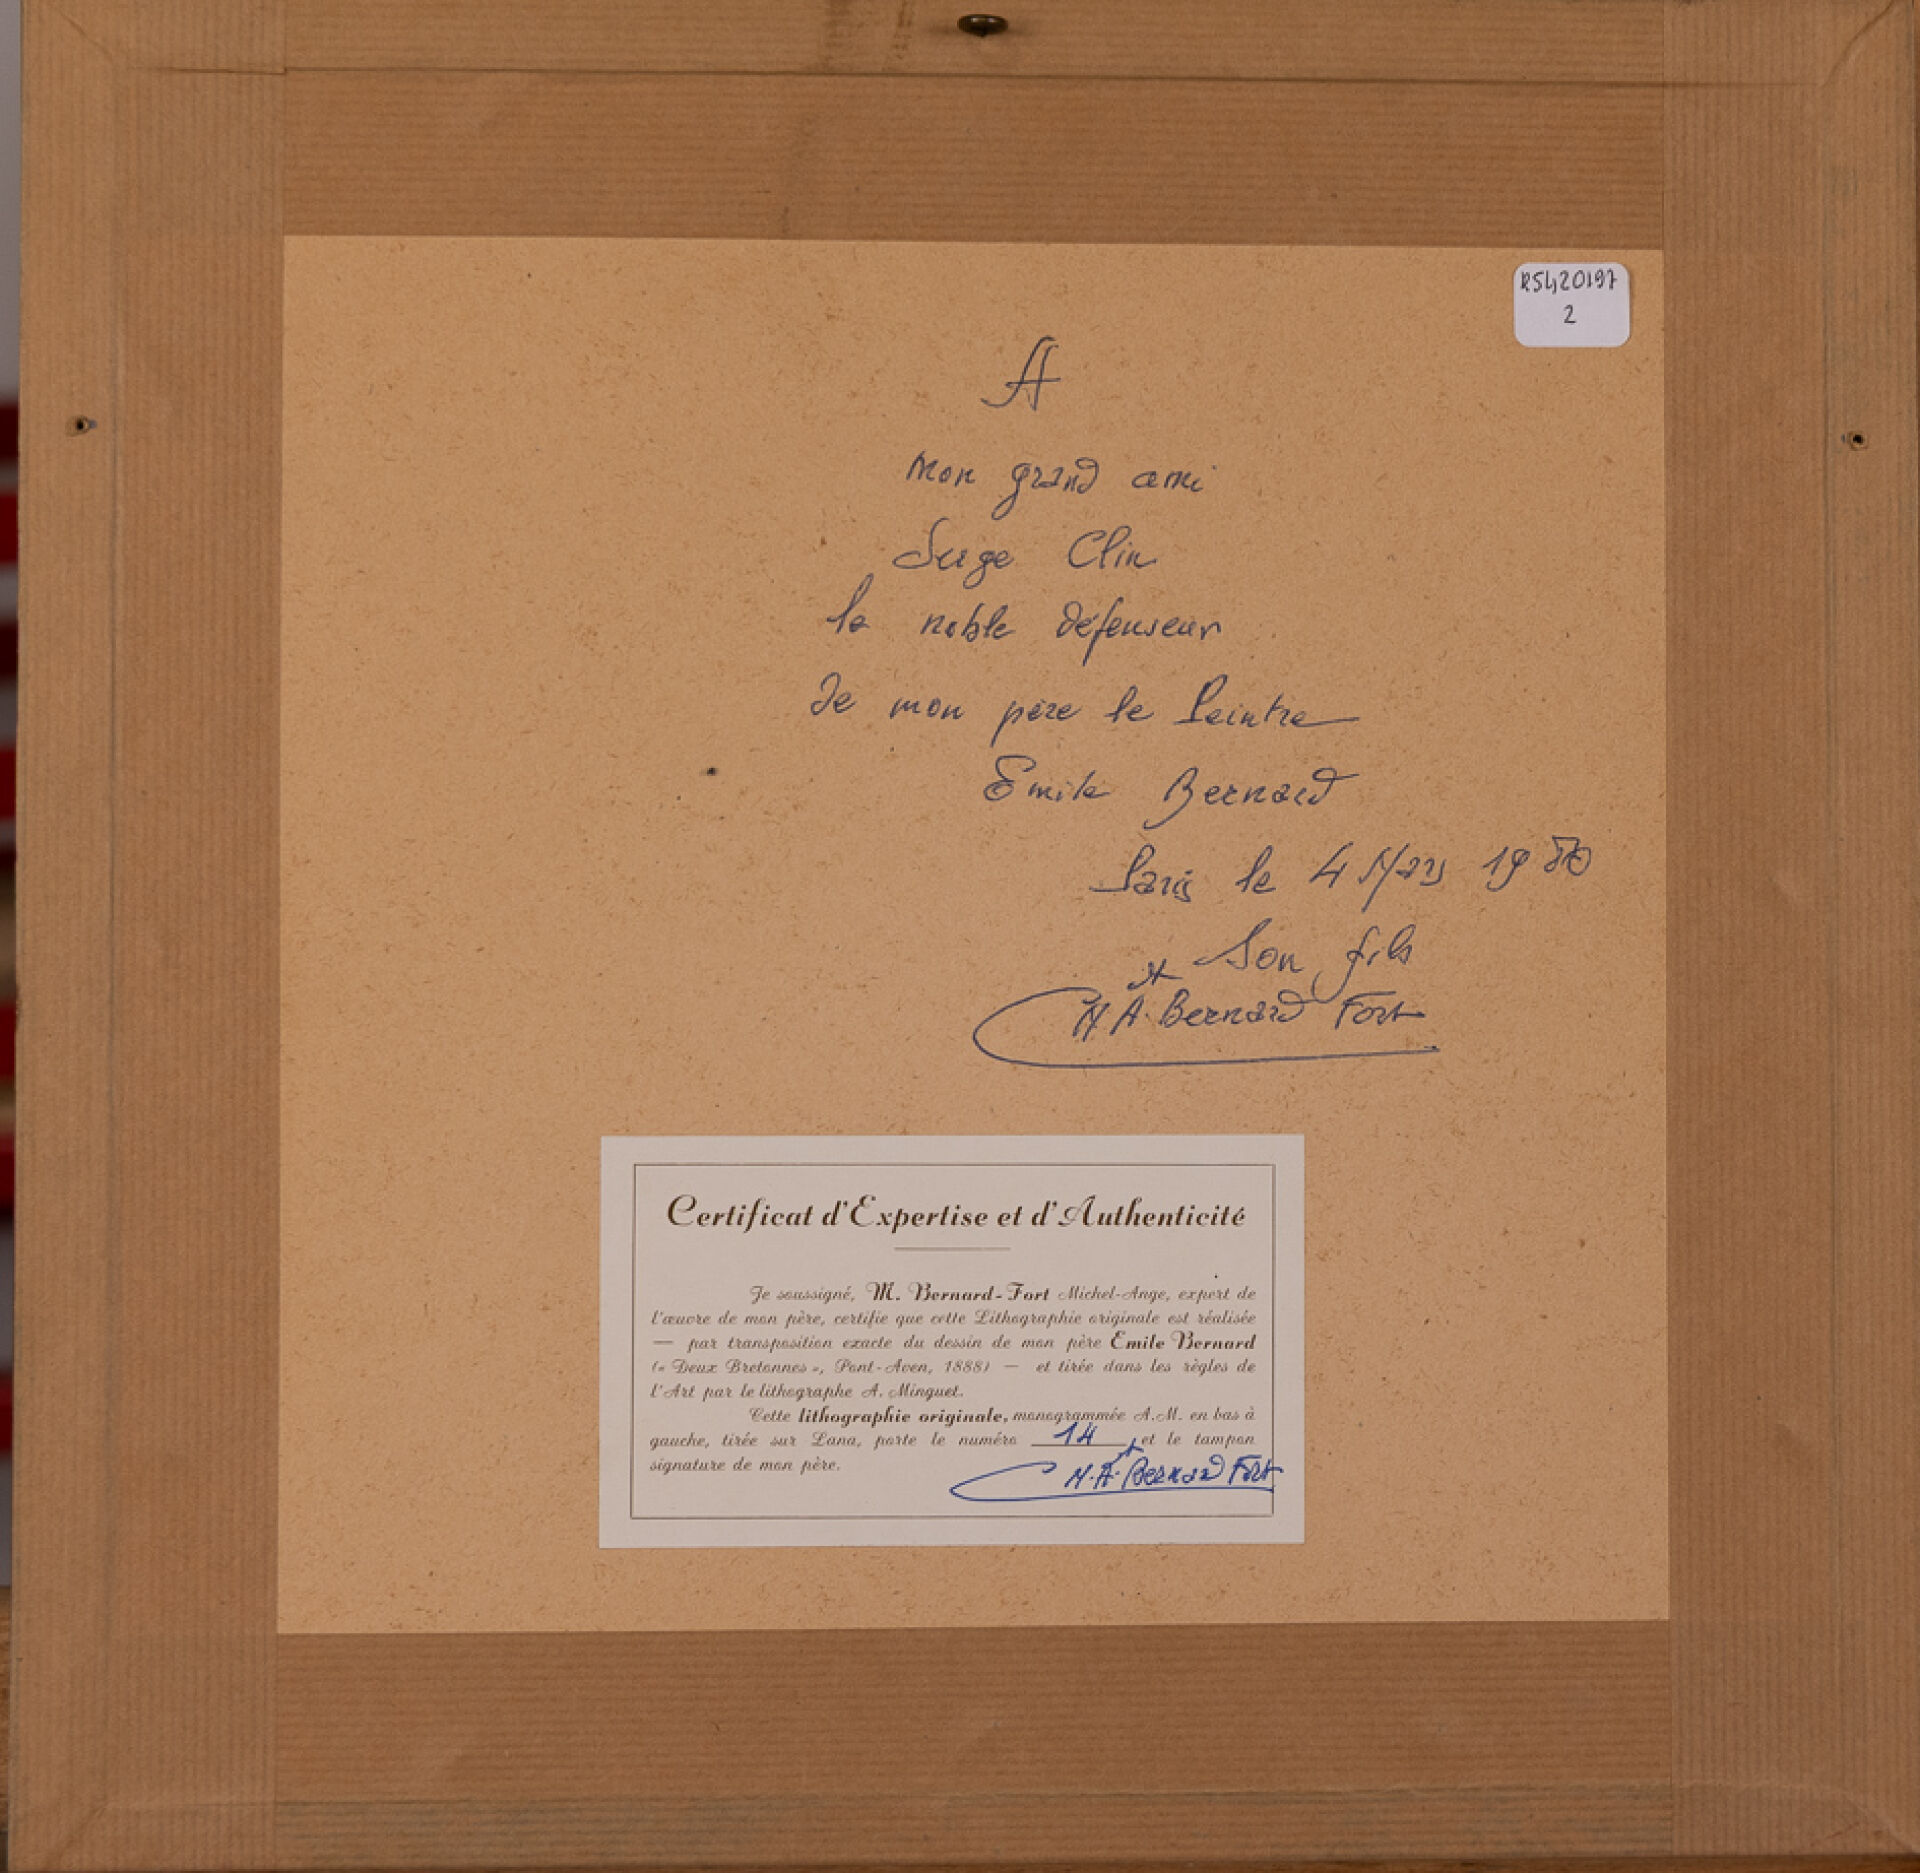 R5420197
2
A
mon grand ami
Serge Clin
le noble défenseur
de mon père le Peintre
Emile Bernard
Paris le 4 Mars 1980
Son fils
M. A. Bernard Fort
Certificat d'Expertise et d'Authenticité
Je soussigné, M. Bernard-Fort Michel-Ange, expert de
l'œuvre de mon père, certifie que cette Lithographie originale est réalisée
— par transposition exacte du dessin de mon père Emile Bernard
(« Deux Bretonnes », Pont-Aven, 1888) — et tirée dans les règles de
l'Art par le lithographe A. Minguet.
Cette lithographie originale, monogrammée A.M. en bas à
gauche, tirée sur Lana, porte le numéro 14 et le tampon
signature de mon père.
M. A. Bernard Fort